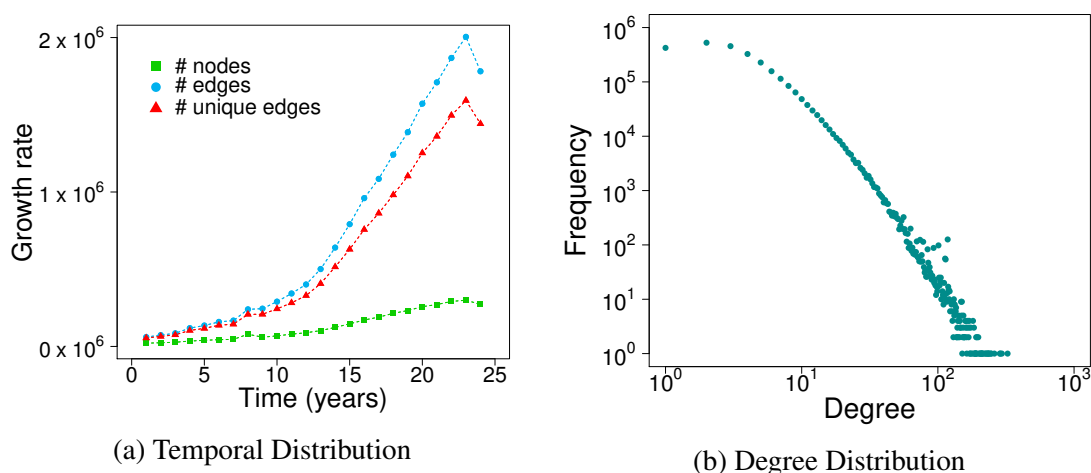 2 x 10^6
1 x 10^6
0 x 10^6
Growth rate
# nodes
# edges
# unique edges
0 5 10 15 20 25
Time (years)
(a) Temporal Distribution
10^6
10^5
10^4
10^3
10^2
10^1
10^0
Frequency
10^0 10^1 10^2 10^3
Degree
(b) Degree Distribution